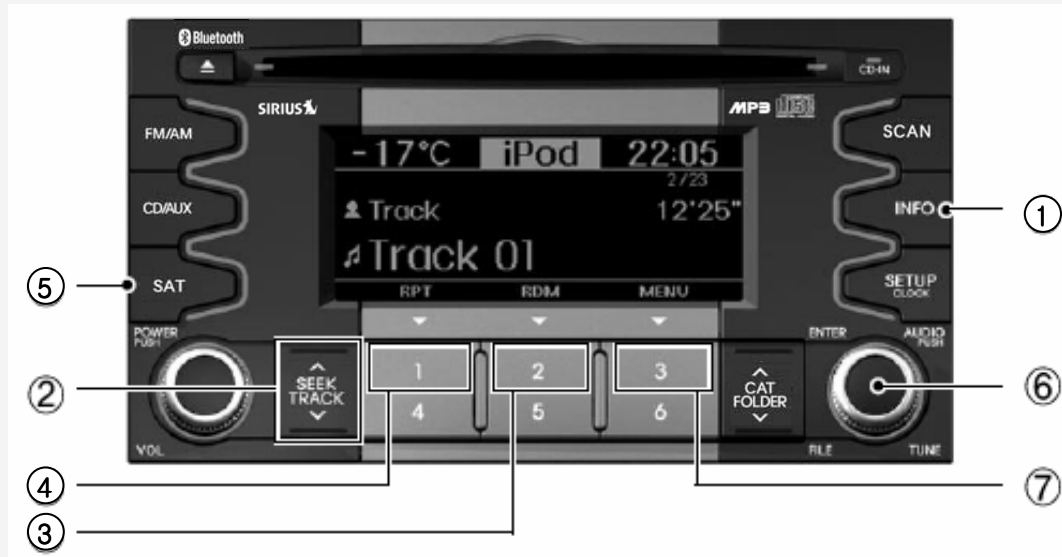 Bluetooth
CD-IN
SIRIUS
MP3
FM/AM
SCAN
-17°C iPod 22:05
2/23
Track 12'25"
Track 01
CD/AUX
INFO
1
5
SAT
SETUP
CLOCK
RPT RDM MENU
POWER
PUSH
ENTER
AUDIO
PUSH
2
SEEK
TRACK
1 2 3
4 5 6
CAT
FOLDER
6
VOL
FILE
TUNE
4
7
3